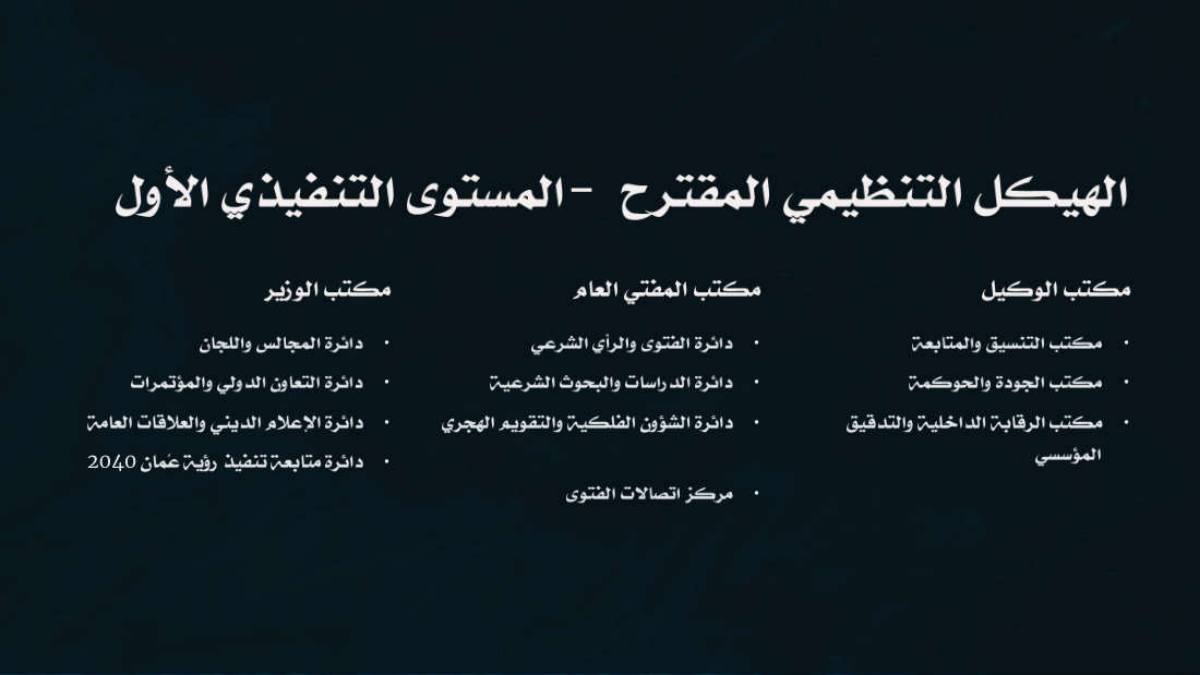 الهيكل التنظيمي المقترح - المستوى التنفيذي الأول
مكتب الوكيل
• مكتب التنسيق والمتابعة
• مكتب الجودة والحوكمة
• مكتب الرقابة الداخلية والتدقيق
المؤسسي
مكتب المفتي العام
• دائرة الفتوى والرأي الشرعي
• دائرة الدراسات والبحوث الشرعية
• دائرة الشؤون الفلكية والتقويم الهجري
• مركز اتصالات الفتوى
مكتب الوزير
• دائرة المجالس واللجان
• دائرة التعاون الدولي والمؤتمرات
• دائرة الإعلام الديني والعلاقات العامة
• دائرة متابعة تنفيذ رؤية عُمان 2040